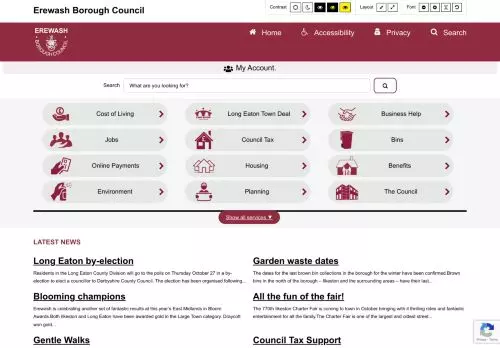 Erewash Borough Council
Contrast
Layout
Font
EREWASH
BOROUGH COUNCIL
Home
Accessibility
Privacy
Search
My Account.
Search
What are you looking for?
Cost of Living
Long Eaton Town Deal
Business Help
Jobs
Council Tax
Bins
Online Payments
Housing
Benefits
Environment
Planning
The Council
Show all services ▼
LATEST NEWS
Long Eaton by-election
Residents in the Long Eaton County Division will go to the polls on Thursday October 27 in a by-
election to elect a councillor to Derbyshire County Council. The election has been organised following...
Garden waste dates
The dates for the last brown bin collections in the borough for the winter have been confirmed.Brown
bins in the north of the borough – Ilkeston and the surrounding areas – have their last...
Blooming champions
Erewash is celebrating another set of fantastic results at this year's East Midlands in Bloom
Awards.Both Ilkeston and Long Eaton have been awarded gold in the Large Town category. Draycott
won gold...
All the fun of the fair!
The 770th Ilkeston Charter Fair is coming to town in October bringing with it thrilling rides and fantastic
entertainment for all the family.The Charter Fair is one of the largest and oldest street...
Gentle Walks
Council Tax Support
Privacy - Terms